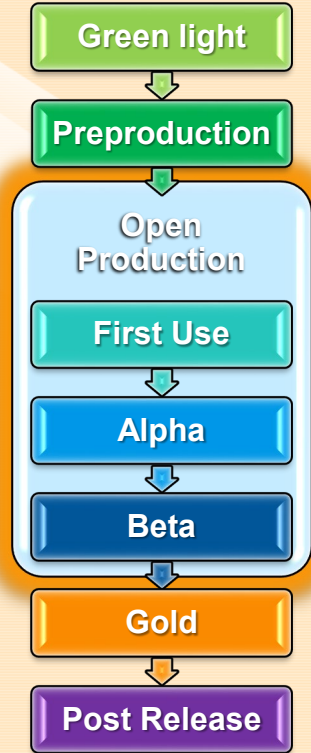 Green light
Preproduction
Open
Production
First Use
Alpha
Beta
Gold
Post Release